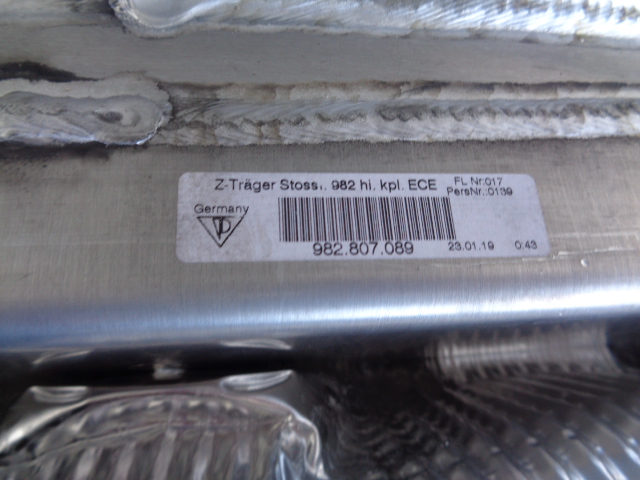 Z-Träger Stoss. 982 hi. kpl. ECE
FL Nr:017
PersNr.:0139
Germany
982.807.089
23.01.19
0:43